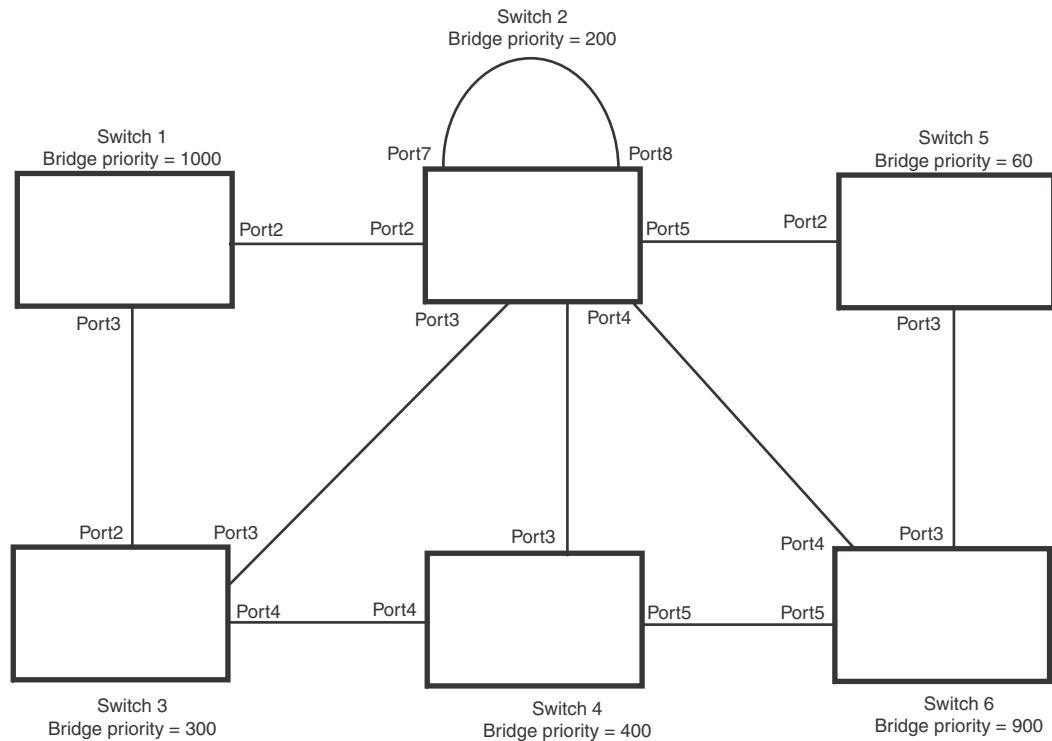 Switch 2
Bridge priority = 200
Switch 1
Bridge priority = 1000
Port7
Port8
Switch 5
Bridge priority = 60
Port2
Port2
Port5
Port2
Port3
Port3
Port4
Port3
Port2
Port3
Port3
Port4
Port3
Port4
Port4
Port5
Port5
Switch 3
Bridge priority = 300
Switch 4
Bridge priority = 400
Switch 6
Bridge priority = 900